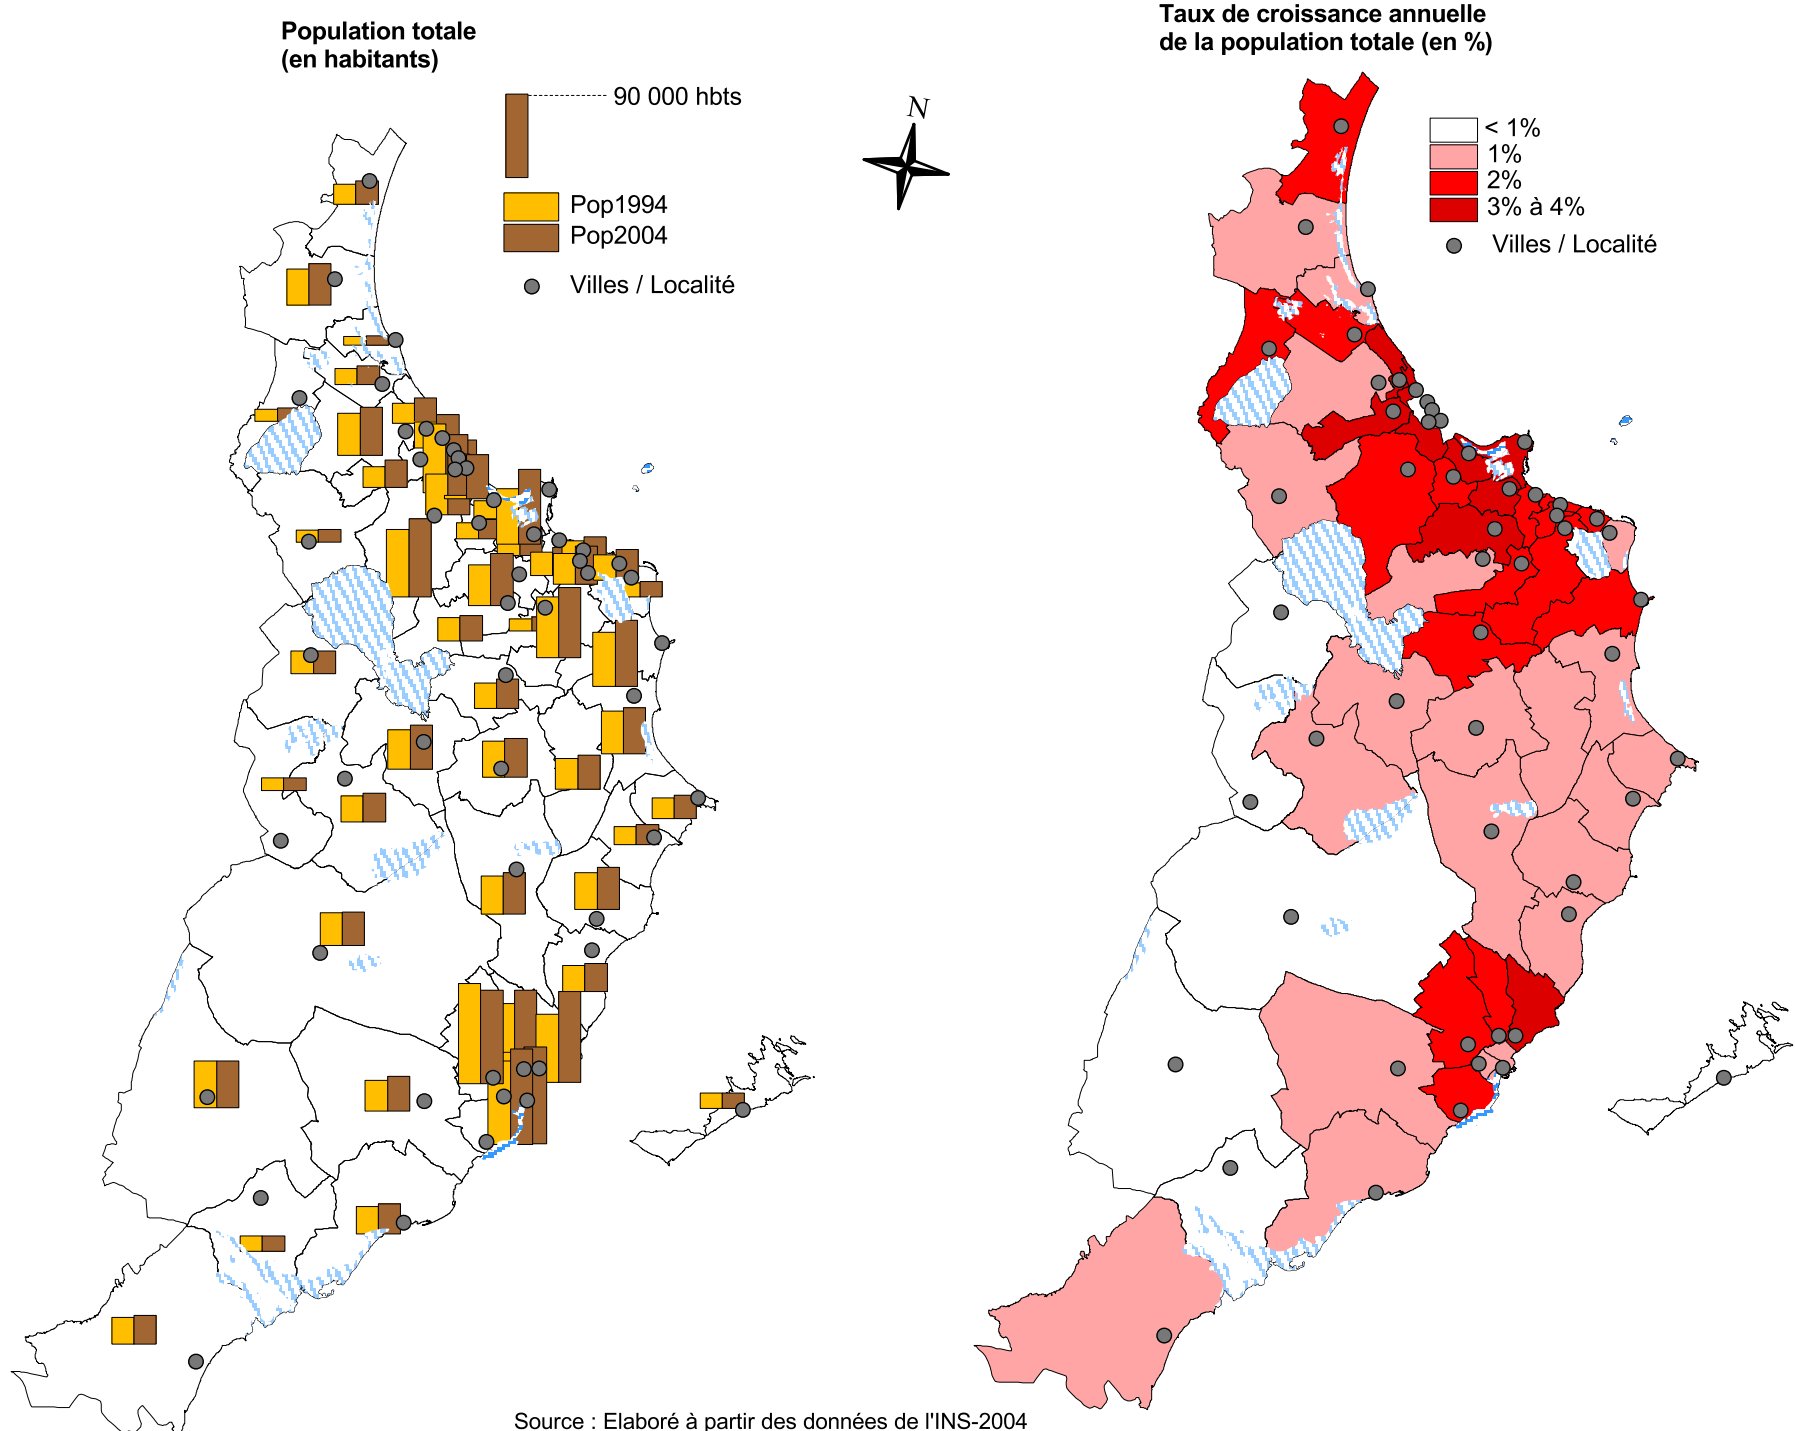 Population totale
(en habitants)
90 000 hbts
Pop1994
Pop2004
Villes / Localité
N
Taux de croissance annuelle
de la population totale (en %)
< 1%
1%
2%
3% à 4%
Villes / Localité
Source : Elaboré à partir des données de l'INS-2004